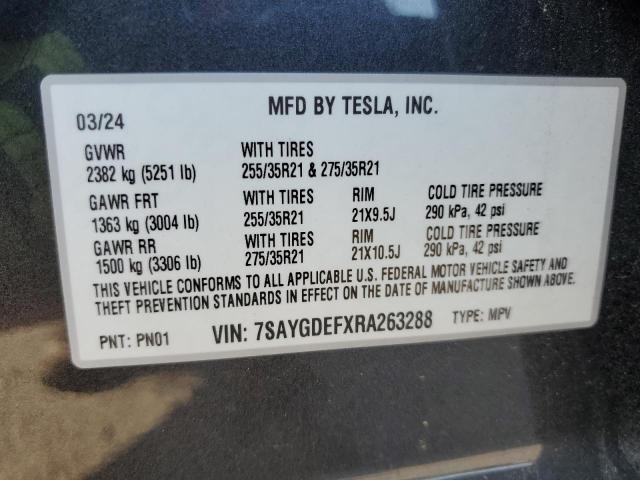 MFD BY TESLA, INC.
03/24
GVWR WITH TIRES
2382 kg (5251 lb) 255/35R21 & 275/35R21
GAWR FRT WITH TIRES RIM COLD TIRE PRESSURE
1363 kg (3004 lb) 255/35R21 21X9.5J 290 kPa, 42 psi
GAWR RR WITH TIRES RIM COLD TIRE PRESSURE
1500 kg (3306 lb) 275/35R21 21X10.5J 290 kPa, 42 psi
THIS VEHICLE CONFORMS TO ALL APPLICABLE U.S. FEDERAL MOTOR VEHICLE SAFETY AND
THEFT PREVENTION STANDARDS IN EFFECT ON THE DATE OF MANUFACTURE SHOWN ABOVE.
PNT: PN01 VIN: 7SAYGDEFXRA263288 TYPE: MPV